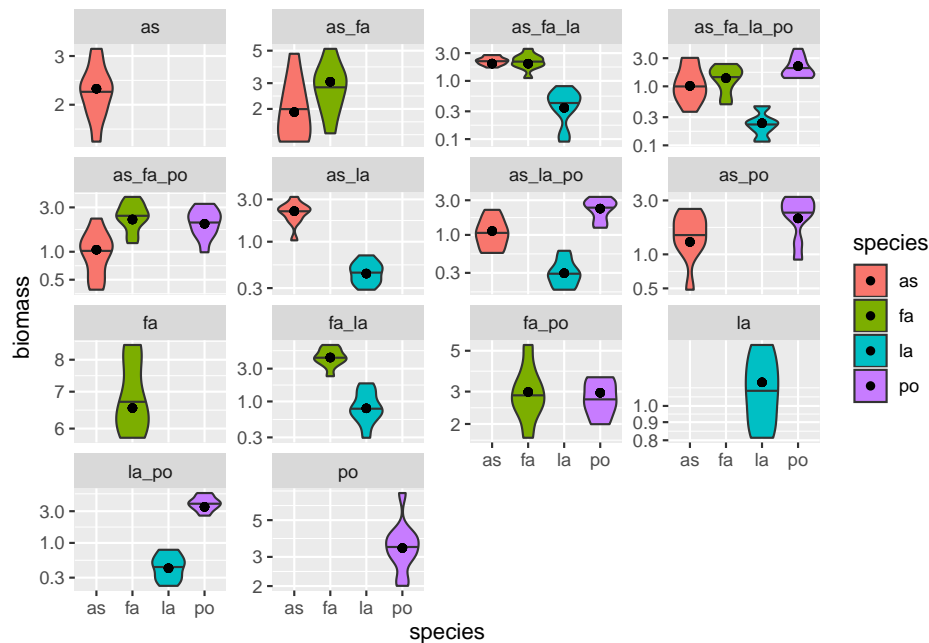 as
as_fa
as_fa_la
as_fa_la_po
3
2
5
3
2
3.0
1.0
0.3
0.1
3.0
1.0
0.3
0.1
as_fa_po
as_la
as_la_po
as_po
3.0
1.0
0.5
3.0
1.0
0.3
3.0
1.0
0.3
3.0
1.0
0.5
fa
fa_la
fa_po
la
8
7
6
3.0
1.0
0.3
5
3
2
1.0
0.9
0.8
as fa la po
as fa la po
la_po
po
3.0
1.0
0.3
5
3
2
as fa la po
as fa la po
species
biomass
species
as
fa
la
po